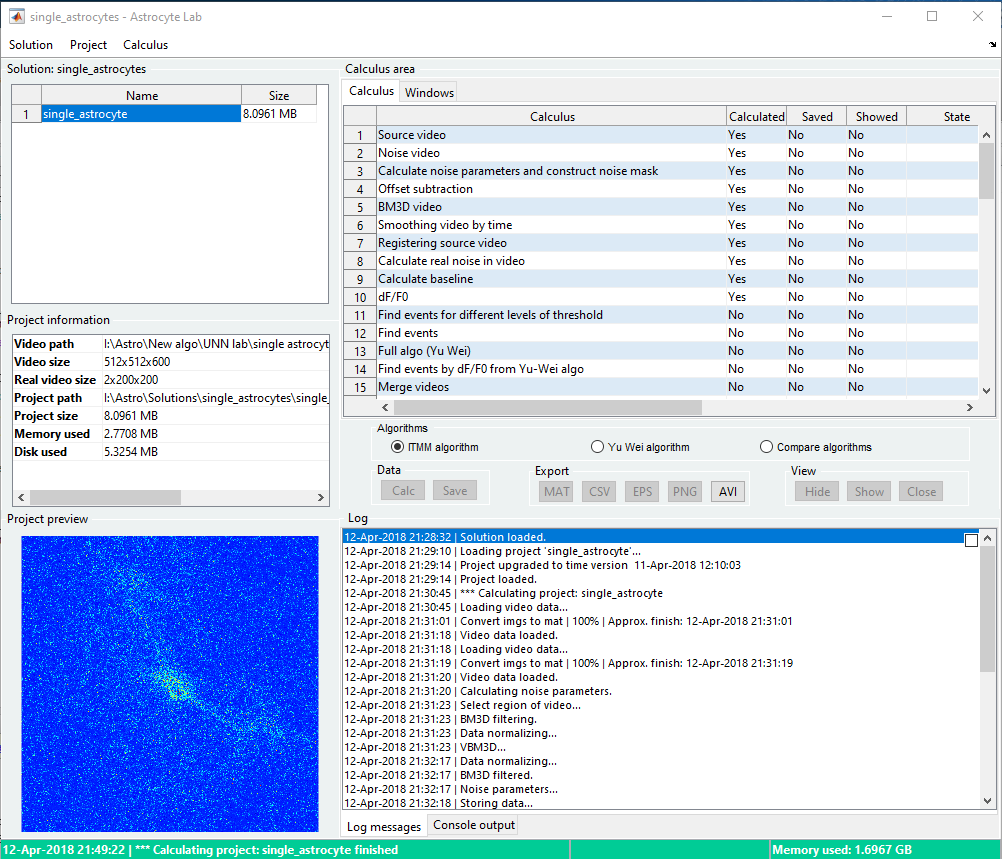 single_astrocytes - Astrocyte Lab
Solution Project Calculus
Solution: single_astrocytes
Name Size
1 single_astrocyte 8.0961 MB
Project information
Video path I:\Astro\New algo\UNN lab\single astrocyt
Video size 512x512x600
Real video size 2x200x200
Project path I:\Astro\Solutions\single_astrocytes\single_
Project size 8.0961 MB
Memory used 2.7708 MB
Disk used 5.3254 MB
Project preview
Calculus area
Calculus Windows
Calculus Calculated Saved Showed State
1 Source video Yes No No
2 Noise video Yes No No
3 Calculate noise parameters and construct noise mask Yes No No
4 Offset subtraction Yes No No
5 BM3D video Yes No No
6 Smoothing video by time Yes No No
7 Registering source video Yes No No
8 Calculate real noise in video Yes No No
9 Calculate baseline Yes No No
10 dF/F0 Yes No No
11 Find events for different levels of threshold No No No
12 Find events No No No
13 Full algo (Yu Wei) No No No
14 Find events by dF/F0 from Yu-Wei algo No No No
15 Merge videos No No No
Algorithms
ITMM algorithm Yu Wei algorithm Compare algorithms
Data Export View
Calc Save MAT CSV EPS PNG AVI Hide Show Close
Log
12-Apr-2018 21:28:32 | Solution loaded.
12-Apr-2018 21:29:10 | Loading project 'single_astrocyte'...
12-Apr-2018 21:29:14 | Project upgraded to time version 11-Apr-2018 12:10:03
12-Apr-2018 21:29:14 | Project loaded.
12-Apr-2018 21:30:45 | *** Calculating project: single_astrocyte
12-Apr-2018 21:30:45 | Loading video data...
12-Apr-2018 21:31:01 | Convert imgs to mat | 100% | Approx. finish: 12-Apr-2018 21:31:01
12-Apr-2018 21:31:18 | Video data loaded.
12-Apr-2018 21:31:18 | Loading video data...
12-Apr-2018 21:31:19 | Convert imgs to mat | 100% | Approx. finish: 12-Apr-2018 21:31:19
12-Apr-2018 21:31:20 | Video data loaded.
12-Apr-2018 21:31:20 | Calculating noise parameters.
12-Apr-2018 21:31:23 | Select region of video...
12-Apr-2018 21:31:23 | BM3D filtering.
12-Apr-2018 21:31:23 | Data normalizing...
12-Apr-2018 21:31:23 | VBM3D...
12-Apr-2018 21:32:17 | Data normalizing...
12-Apr-2018 21:32:17 | BM3D filtered.
12-Apr-2018 21:32:17 | Noise parameters...
12-Apr-2018 21:32:18 | Storing data...
Log messages Console output
12-Apr-2018 21:49:22 | *** Calculating project: single_astrocyte finished Memory used: 1.6967 GB